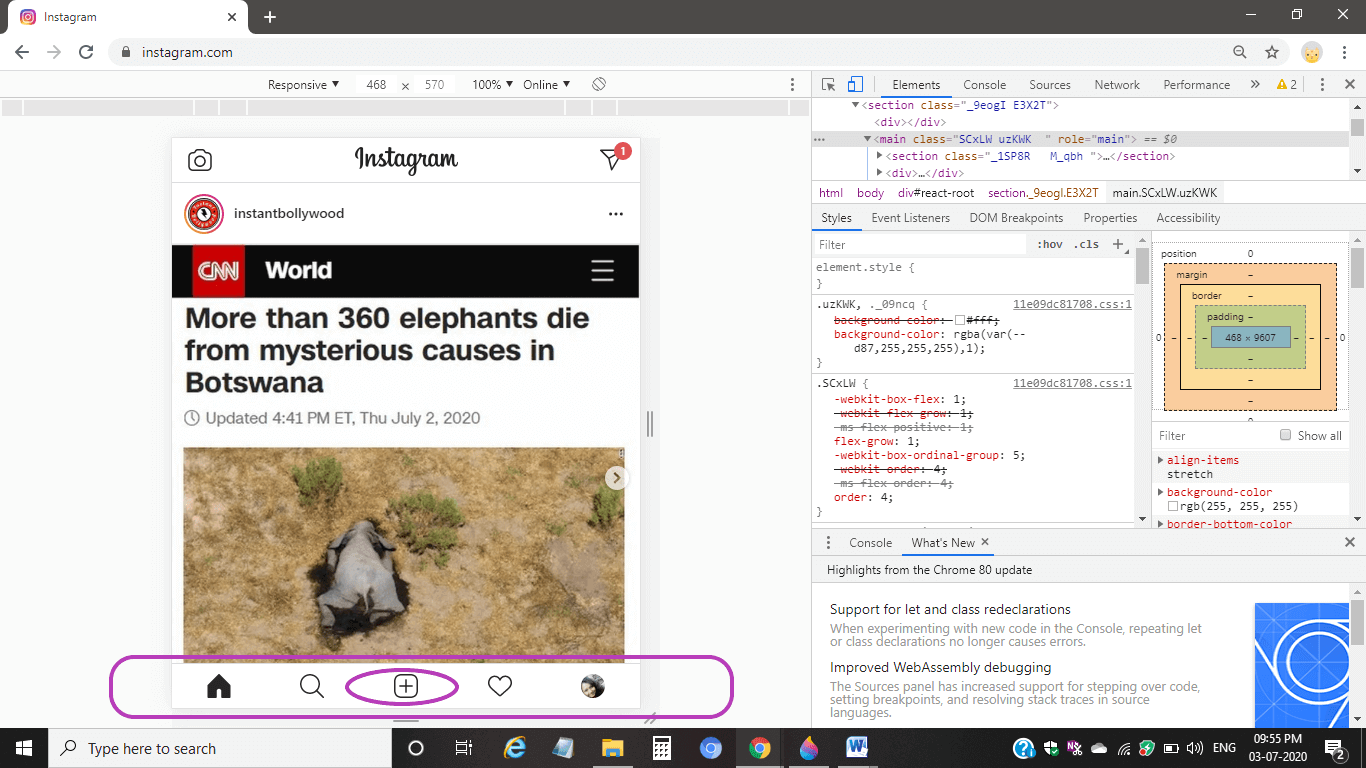 Instagram
instagram.com
Responsive 468 × 570 100% Online
Instagram
1
instantbollywood
CNN World
More than 360 elephants die
from mysterious causes in
Botswana
Updated 4:41 PM ET, Thu July 2, 2020
Elements Console Sources Network Performance » 2
<section class="_9eogI E3X2T">
<div></div>
<main class="SCxLW uzKWK " role="main"> == $0
<section class="_1SP8R M_qbh ">…</section>
<div>…</div>
html body div#react-root section._9eogI.E3X2T main.SCxLW.uzKWK
Styles Event Listeners DOM Breakpoints Properties Accessibility
Filter :hov .cls +
element.style {
}
.uzKWK, ._09ncq { 11e09dc81708.css:1
background-color: #fff;
background-color: rgba(var(--
d87,255,255,255),1);
}
.SCxLW { 11e09dc81708.css:1
-webkit-box-flex: 1;
-webkit-flex-grow: 1;
-ms-flex-positive: 1;
flex-grow: 1;
-webkit-box-ordinal-group: 5;
-webkit-order: 4;
-ms-flex-order: 4;
order: 4;
}
position 0
margin –
border –
padding –
0 – – – 468 × 9607 – – – 0
–
–
–
Filter Show all
align-items
stretch
background-color
rgb(255, 255, 255)
border-bottom-color
Console What's New
Highlights from the Chrome 80 update
Support for let and class redeclarations
When experimenting with new code in the Console, repeating let
or class declarations no longer causes errors.
Improved WebAssembly debugging
The Sources panel has increased support for stepping over code,
setting breakpoints, and resolving stack traces in source
languages.
Type here to search
ENG
09:55 PM
03-07-2020
2